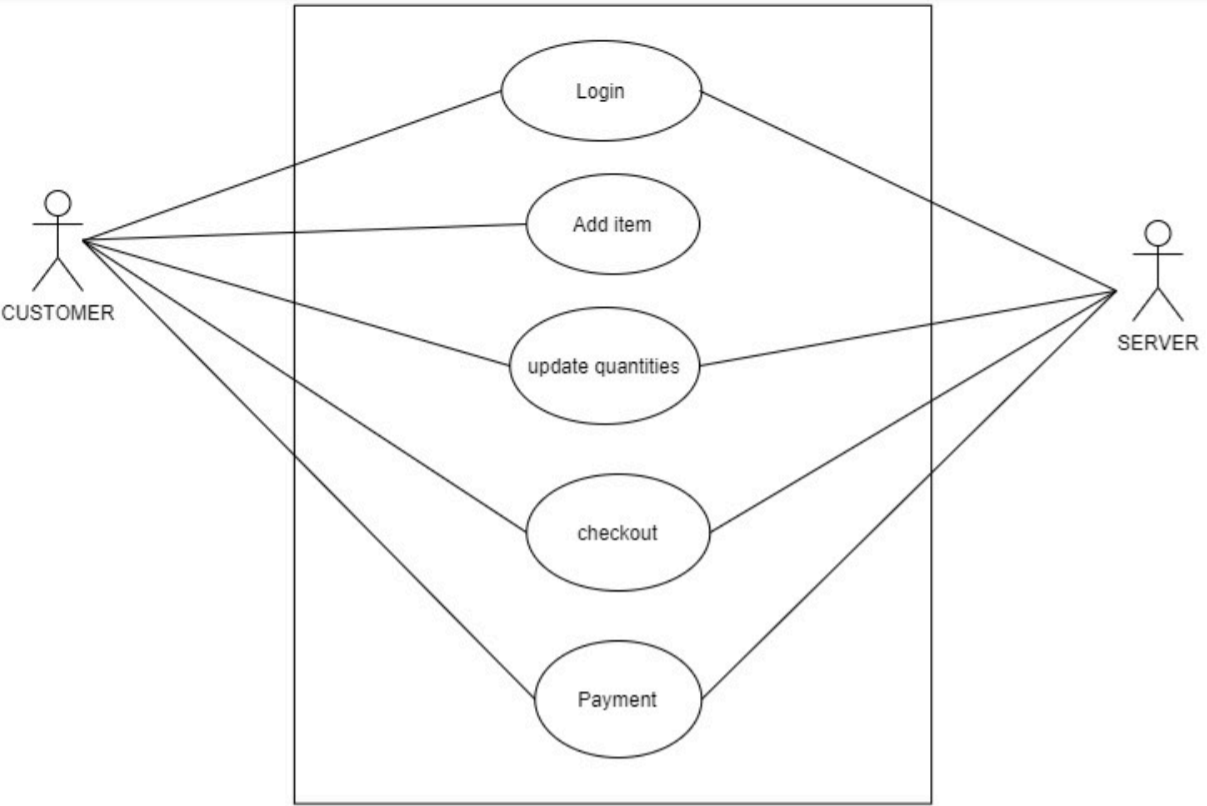 Login
Add item
CUSTOMER
SERVER
update quantities
checkout
Payment